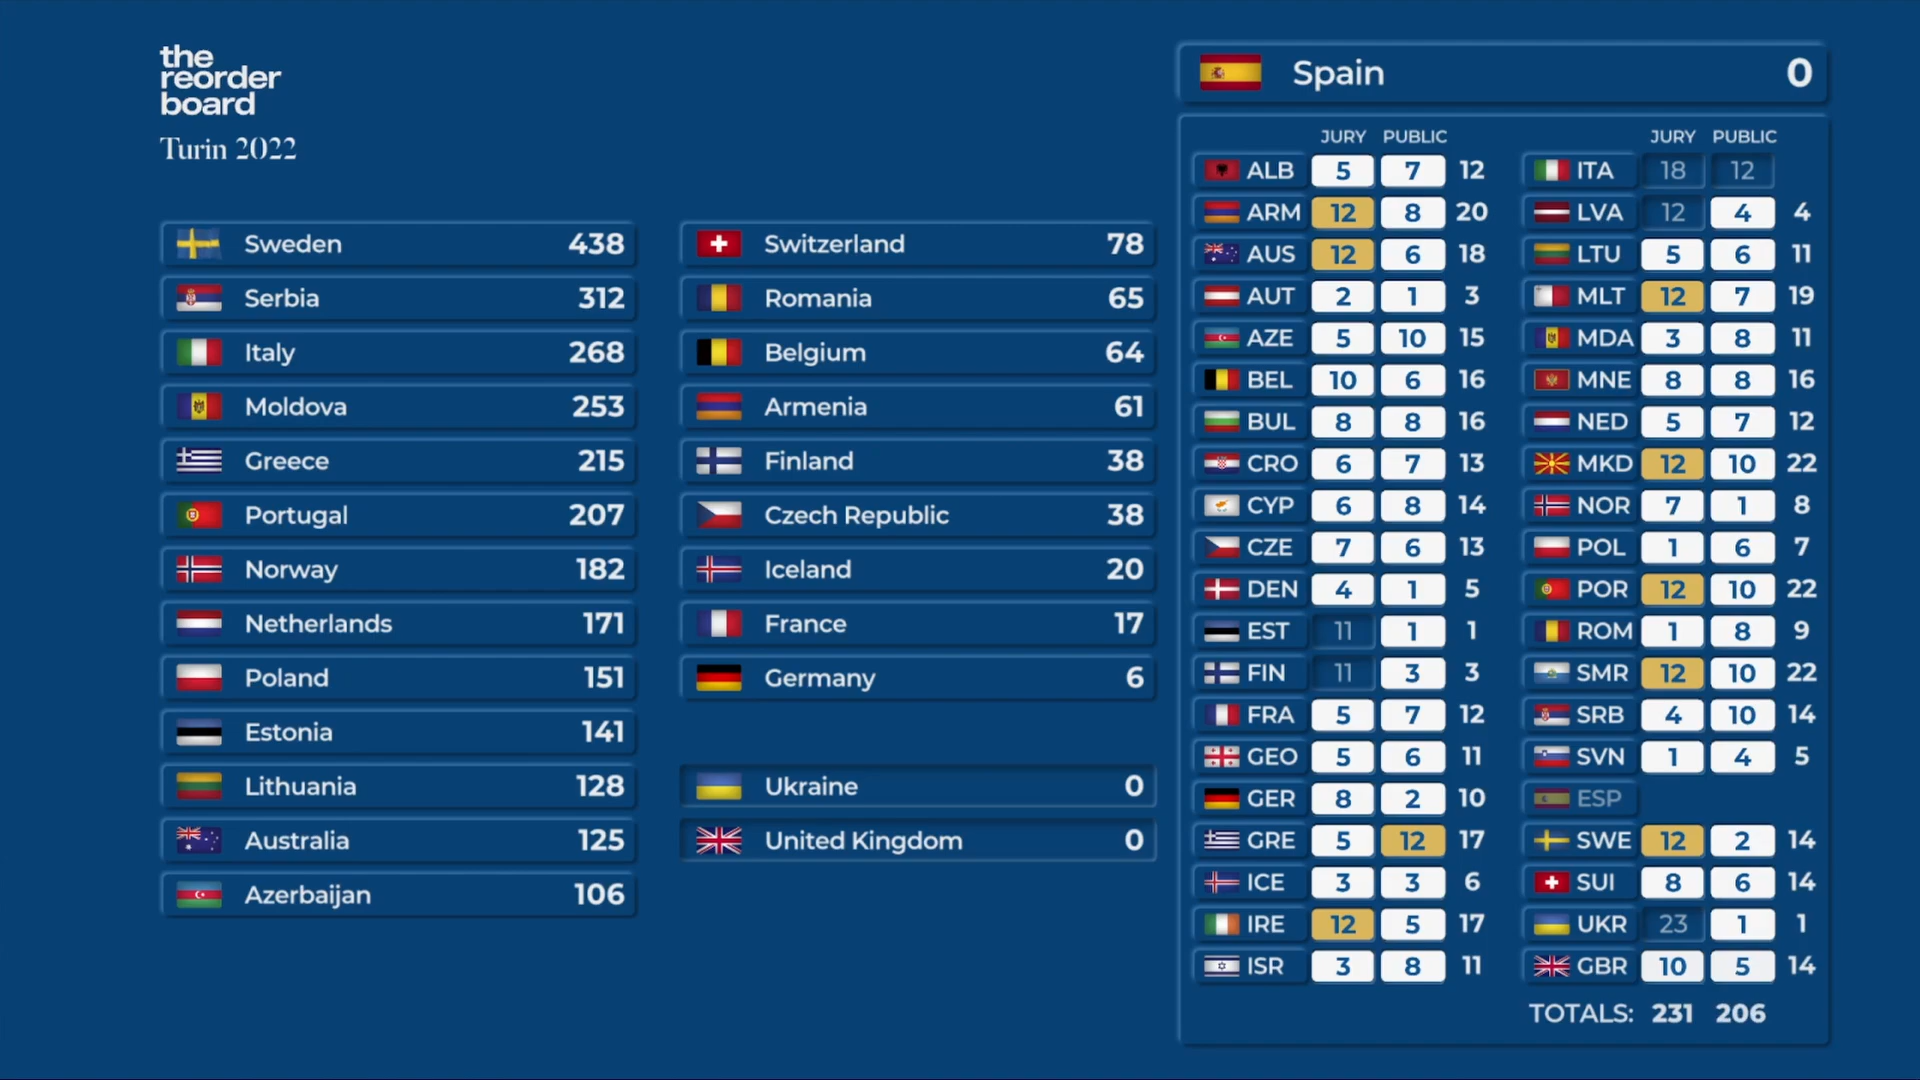 the
reorder
board
Turin 2022
Sweden 438
Serbia 312
Italy 268
Moldova 253
Greece 215
Portugal 207
Norway 182
Netherlands 171
Poland 151
Estonia 141
Lithuania 128
Australia 125
Azerbaijan 106
Switzerland 78
Romania 65
Belgium 64
Armenia 61
Finland 38
Czech Republic 38
Iceland 20
France 17
Germany 6
Ukraine 0
United Kingdom 0
Spain 0
JURY PUBLIC
ALB 5 7 12
ARM 12 8 20
AUS 12 6 18
AUT 2 1 3
AZE 5 10 15
BEL 10 6 16
BUL 8 8 16
CRO 6 7 13
CYP 6 8 14
CZE 7 6 13
DEN 4 1 5
EST 11 1 1
FIN 11 3 3
FRA 5 7 12
GEO 5 6 11
GER 8 2 10
GRE 5 12 17
ICE 3 3 6
IRE 12 5 17
ISR 3 8 11
JURY PUBLIC
ITA 18 12
LVA 12 4 4
LTU 5 6 11
MLT 12 7 19
MDA 3 8 11
MNE 8 8 16
NED 5 7 12
MKD 12 10 22
NOR 7 1 8
POL 1 6 7
POR 12 10 22
ROM 1 8 9
SMR 12 10 22
SRB 4 10 14
SVN 1 4 5
ESP
SWE 12 2 14
SUI 8 6 14
UKR 23 1 1
GBR 10 5 14
TOTALS: 231 206